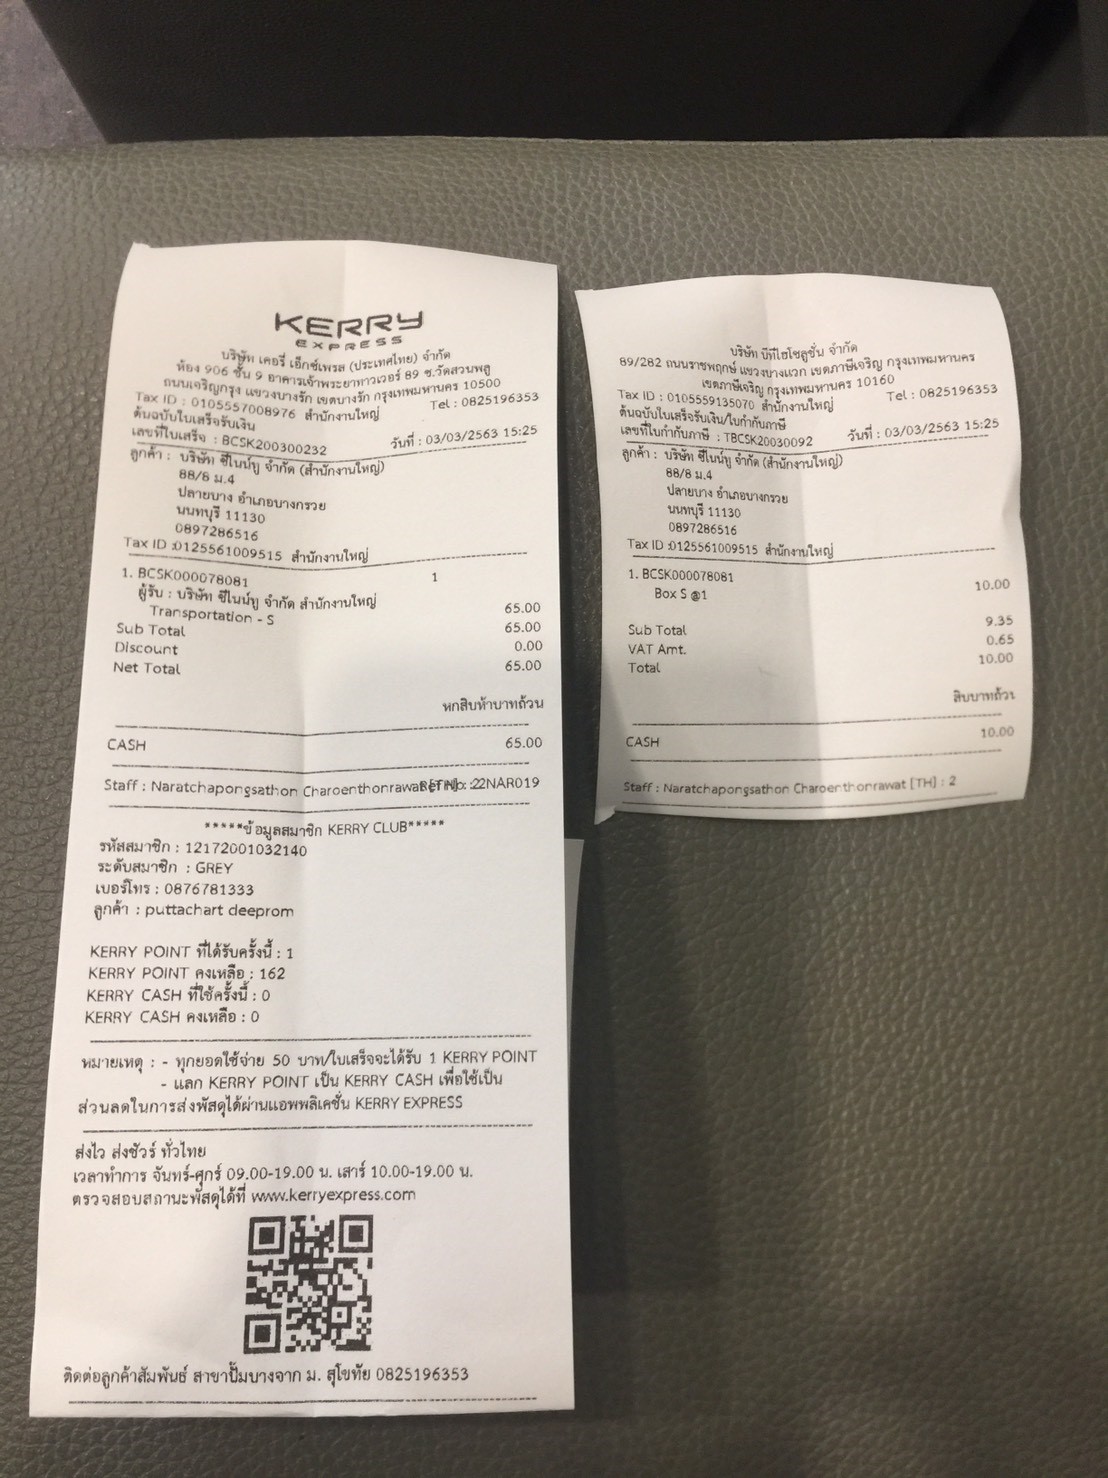 KERRY
EXPRESS
บริษัท เคอรี่ เอ็กซ์เพรส (ประเทศไทย) จำกัด
ห้อง 906 ชั้น 9 อาคารเจ้าพระยาทาวเวอร์ 89 ซ.วัดสวนพลู
ถนนเจริญกรุง แขวงบางรัก เขตบางรัก กรุงเทพมหานคร 10500
Tax ID : 0105557008976 สำนักงานใหญ่ Tel : 0825196353
ต้นฉบับใบเสร็จรับเงิน
เลขที่ใบเสร็จ : BCSK200300232 วันที่ : 03/03/2563 15:25
ลูกค้า : บริษัท ซีไนน์ทู จำกัด (สำนักงานใหญ่)
88/8 ม.4
ปลายบาง อำเภอบางกรวย
นนทบุรี 11130
0897286516
Tax ID :0125561009515 สำนักงานใหญ่
1. BCSK000078081 1
ผู้รับ : บริษัท ซีไนน์ทู จำกัด สำนักงานใหญ่
Transportation - S 65.00
Sub Total 65.00
Discount 0.00
Net Total 65.00
หกสิบห้าบาทถ้วน
CASH 65.00
Staff : Naratchapongsathon Charoenthonrawat [TH] : 2 Ref No : 2NAR019
*****ข้อมูลสมาชิก KERRY CLUB*****
รหัสสมาชิก : 12172001032140
ระดับสมาชิก : GREY
เบอร์โทร : 0876781333
ลูกค้า : puttachart deeprom
KERRY POINT ที่ได้รับครั้งนี้ : 1
KERRY POINT คงเหลือ : 162
KERRY CASH ที่ใช้ครั้งนี้ : 0
KERRY CASH คงเหลือ : 0
หมายเหตุ : - ทุกยอดใช้จ่าย 50 บาท/ใบเสร็จจะได้รับ 1 KERRY POINT
- แลก KERRY POINT เป็น KERRY CASH เพื่อใช้เป็น
ส่วนลดในการส่งพัสดุได้ผ่านแอพพลิเคชั่น KERRY EXPRESS
ส่งไว ส่งชัวร์ ทั่วไทย
เวลาทำการ จันทร์-ศุกร์ 09.00-19.00 น. เสาร์ 10.00-19.00 น.
ตรวจสอบสถานะพัสดุได้ที่ www.kerryexpress.com
ติดต่อลูกค้าสัมพันธ์ สาขาปั๊มบางจาก ม. สุโขทัย 0825196353
บริษัท บีทีไฮโซลูชั่น จำกัด
89/282 ถนนราชพฤกษ์ แขวงบางแวก เขตภาษีเจริญ กรุงเทพมหานคร
เขตภาษีเจริญ กรุงเทพมหานคร 10160
Tax ID : 0105559135070 สำนักงานใหญ่ Tel : 0825196353
ต้นฉบับใบเสร็จรับเงิน/ใบกำกับภาษี
เลขที่ใบกำกับภาษี : TBCSK20030092 วันที่ : 03/03/2563 15:25
ลูกค้า : บริษัท ซีไนน์ทู จำกัด (สำนักงานใหญ่)
88/8 ม.4
ปลายบาง อำเภอบางกรวย
นนทบุรี 11130
0897286516
Tax ID :0125561009515 สำนักงานใหญ่
1. BCSK000078081
Box S @1 10.00
Sub Total 9.35
VAT Amt. 0.65
Total 10.00
สิบบาทถ้วน
CASH 10.00
Staff : Naratchapongsathon Charoenthonrawat [TH] : 2